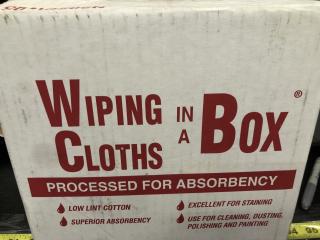 WIPING IN BOX®
CLOTHS A
PROCESSED FOR ABSORBENCY
LOW LINT COTTON
EXCELLENT FOR STAINING
SUPERIOR ABSORBENCY
USE FOR CLEANING, DUSTING,
POLISHING AND PAINTING